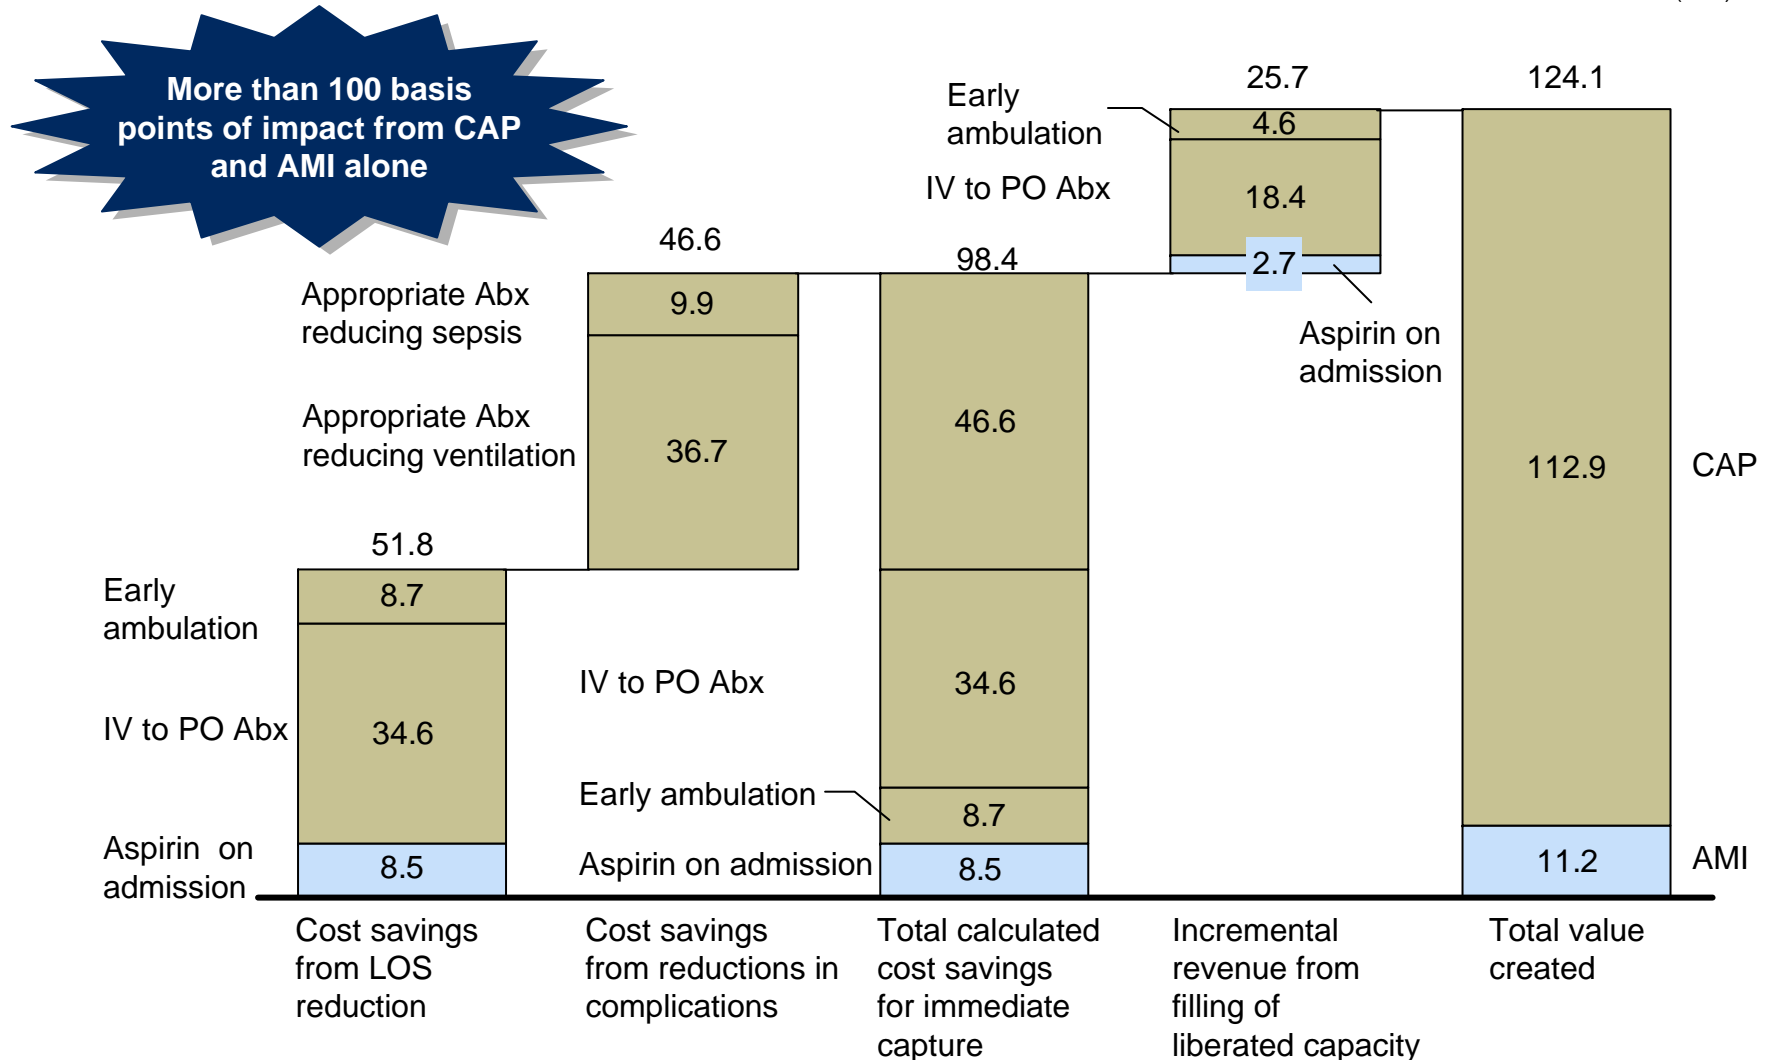 More than 100 basis
points of impact from CAP
and AMI alone
25.7
124.1
Early
ambulation
4.6
IV to PO Abx
18.4
2.7
46.6
98.4
Appropriate Abx
reducing sepsis
9.9
Aspirin on
admission
Appropriate Abx
reducing ventilation
36.7
46.6
112.9
CAP
51.8
Early
ambulation
8.7
IV to PO Abx
34.6
IV to PO Abx
34.6
Early ambulation
8.7
Aspirin on
admission
8.5
Aspirin on admission
8.5
11.2
AMI
Cost savings
from LOS
reduction
Cost savings
from reductions in
complications
Total calculated
cost savings
for immediate
capture
Incremental
revenue from
filling of
liberated capacity
Total value
created